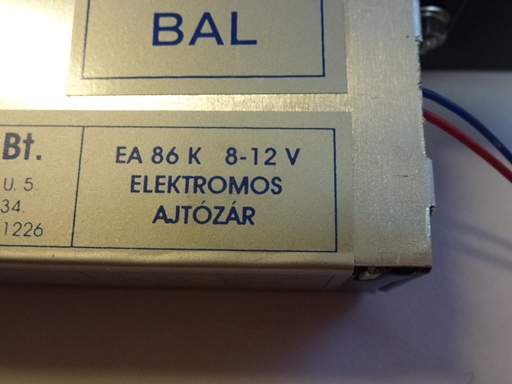 BAL
Bt.
U. 5.
34.
1226
EA 86 K 8-12 V
ELEKTROMOS
AJTÓZÁR